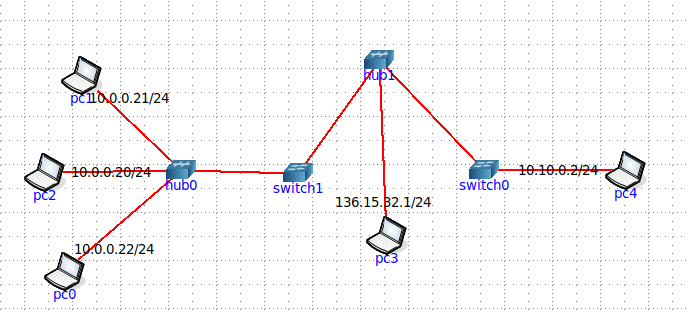 hub1
pc1
10.0.0.21/24
pc2
10.0.0.20/24
hub0
switch1
switch0
10.10.0.2/24
pc4
136.15.32.1/24
pc3
10.0.0.22/24
pc0